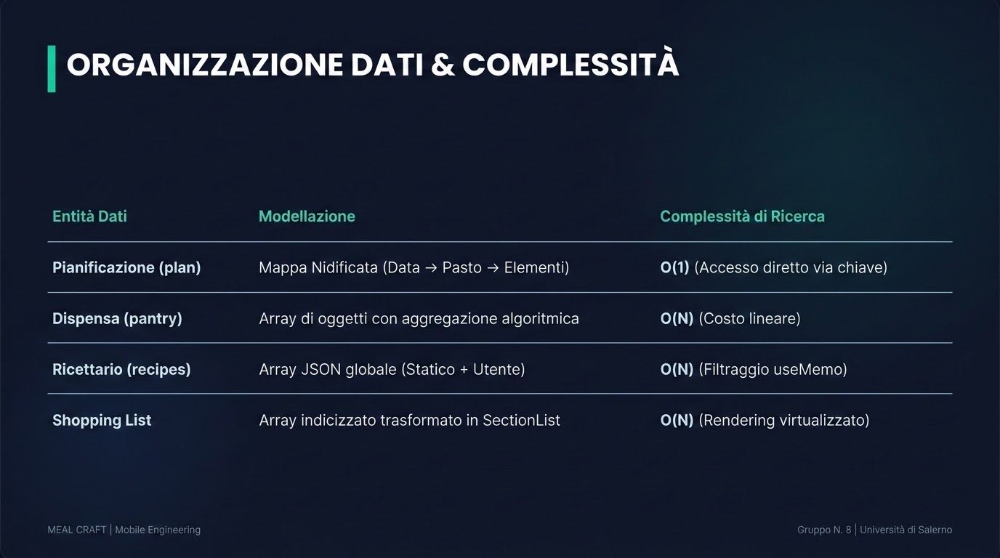 ORGANIZZAZIONE DATI & COMPLESSITÀ
Entità Dati Modellazione Complessità di Ricerca
Pianificazione (plan) Mappa Nidificata (Data → Pasto → Elementi) O(1) (Accesso diretto via chiave)
Dispensa (pantry) Array di oggetti con aggregazione algoritmica O(N) (Costo lineare)
Ricettario (recipes) Array JSON globale (Statico + Utente) O(N) (Filtraggio useMemo)
Shopping List Array indicizzato trasformato in SectionList O(N) (Rendering virtualizzato)
MEAL CRAFT | Mobile Engineering Gruppo N. 8 | Università di Salerno